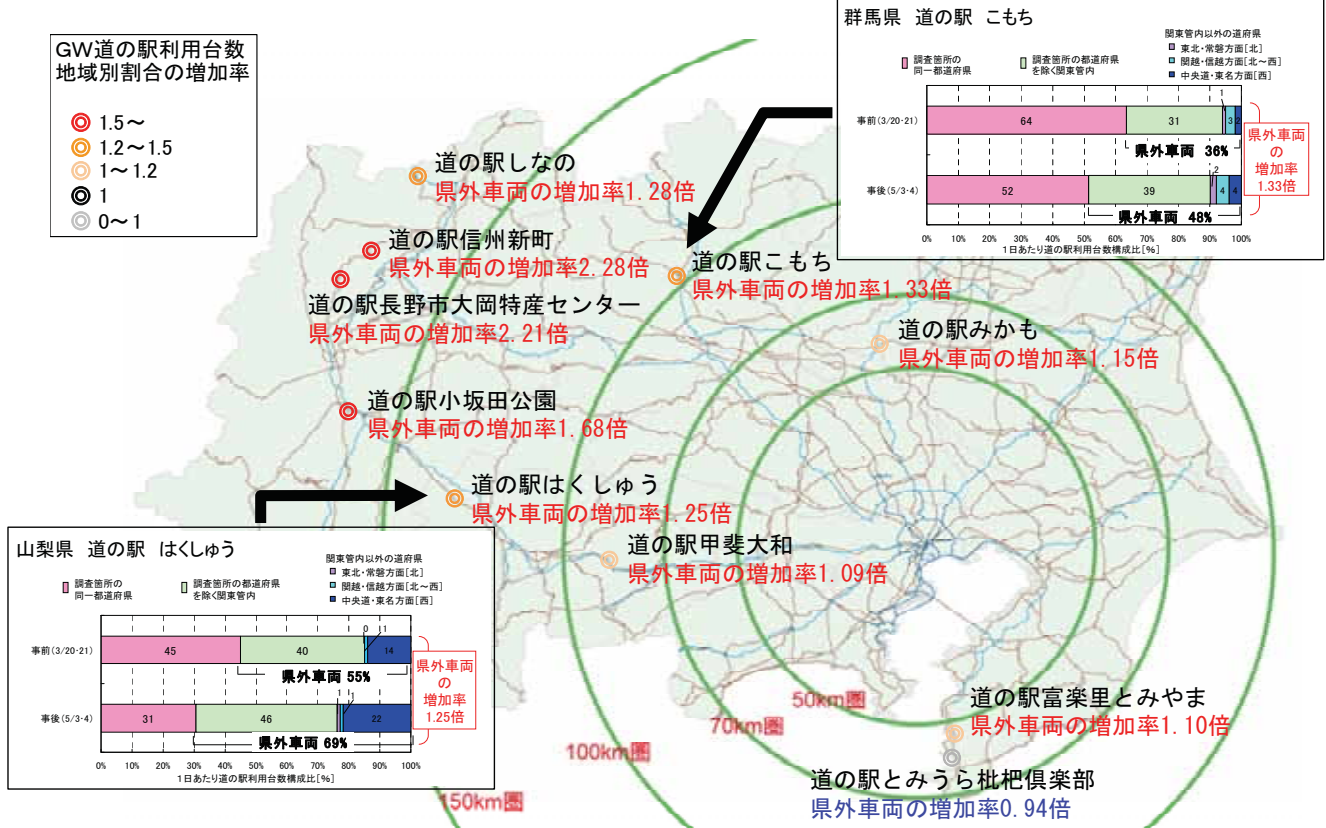 GW道の駅利用台数
地域別割合の増加率
1.5～
1.2～1.5
1～1.2
1
0～1
群馬県 道の駅 こもち
調査箇所の
同一都道府県
調査箇所の都道府県
を除く関東管内
関東管内以外の道府県
東北・常磐方面[北]
関越・信越方面[北～西]
中央道・東名方面[西]
事前(3/20・21)
64
31
1
3
2
県外車両 36%
事後(5/3・4)
52
39
2
4
4
県外車両 48%
県外車両
の
増加率
1.33倍
0% 10% 20% 30% 40% 50% 60% 70% 80% 90% 100%
1日あたり道の駅利用台数構成比[%]
道の駅しなの
県外車両の増加率1.28倍
道の駅信州新町
県外車両の増加率2.28倍
道の駅長野市大岡特産センター
県外車両の増加率2.21倍
道の駅こもち
県外車両の増加率1.33倍
道の駅みかも
県外車両の増加率1.15倍
道の駅小坂田公園
県外車両の増加率1.68倍
道の駅はくしゅう
県外車両の増加率1.25倍
道の駅甲斐大和
県外車両の増加率1.09倍
山梨県 道の駅 はくしゅう
調査箇所の
同一都道府県
調査箇所の都道府県
を除く関東管内
関東管内以外の道府県
東北・常磐方面[北]
関越・信越方面[北～西]
中央道・東名方面[西]
事前(3/20・21)
45
40
0
1
14
県外車両 55%
事後(5/3・4)
31
46
1
1
22
県外車両 69%
県外車両
の
増加率
1.25倍
0% 10% 20% 30% 40% 50% 60% 70% 80% 90% 100%
1日あたり道の駅利用台数構成比[%]
50km圏
70km圏
100km圏
150km圏
道の駅富楽里とみやま
県外車両の増加率1.10倍
道の駅とみうら枇杷倶楽部
県外車両の増加率0.94倍